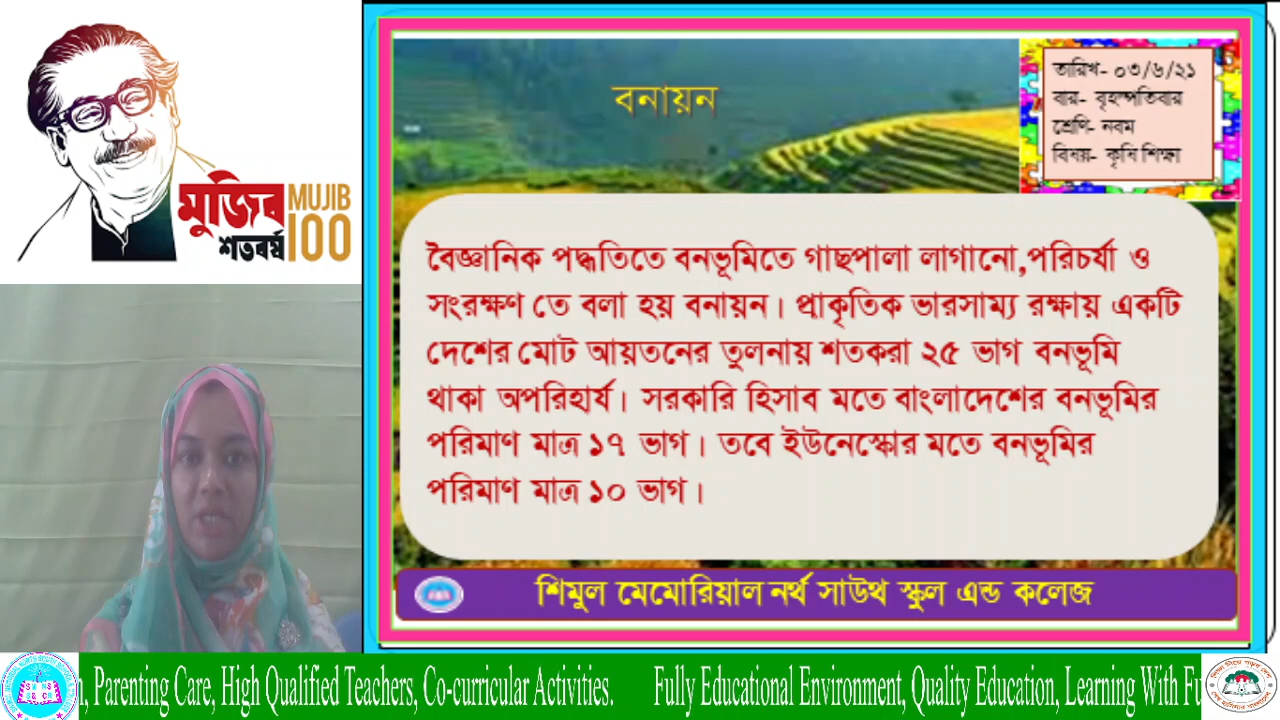 মুজিব
শতবর্ষ
MUJIB
100
বনায়ন
তারিখ- ০৩/৬/২১
বার- বৃহস্পতিবার
শ্রেণি- নবম
বিষয়- কৃষি শিক্ষা
বৈজ্ঞানিক পদ্ধতিতে বনভূমিতে গাছপালা লাগানো,পরিচর্যা ও
সংরক্ষণ তে বলা হয় বনায়ন। প্রাকৃতিক ভারসাম্য রক্ষায় একটি
দেশের মোট আয়তনের তুলনায় শতকরা ২৫ ভাগ বনভূমি
থাকা অপরিহার্য। সরকারি হিসাব মতে বাংলাদেশের বনভূমির
পরিমাণ মাত্র ১৭ ভাগ। তবে ইউনেস্কোর মতে বনভূমির
পরিমাণ মাত্র ১০ ভাগ।
শিমুল মেমোরিয়াল নর্থ সাউথ স্কুল এন্ড কলেজ
, Parenting Care, High Qualified Teachers, Co-curricular Activities. Fully Educational Environment, Quality Education, Learning With Fu